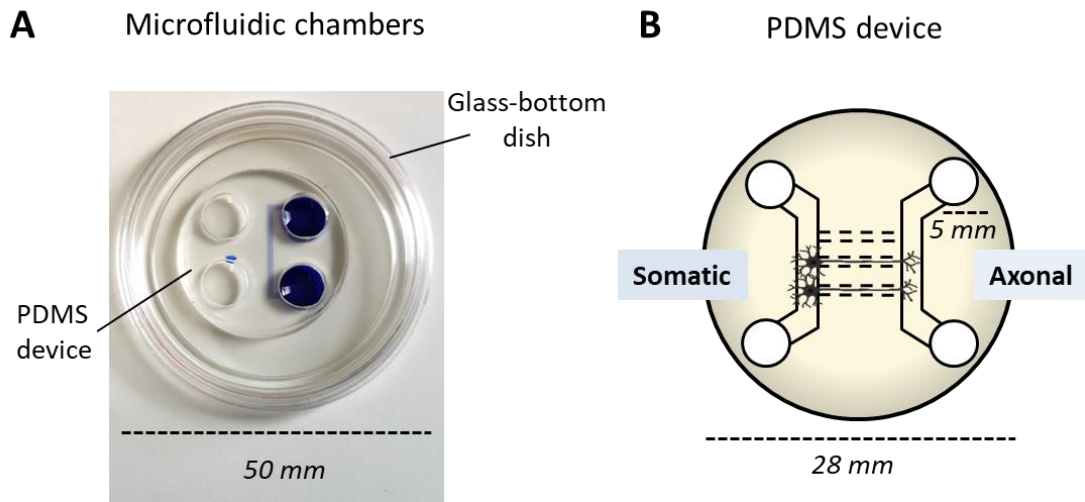 A
Microfluidic chambers
Glass-bottom
dish
PDMS
device
50 mm
B
PDMS device
5 mm
Somatic
Axonal
28 mm